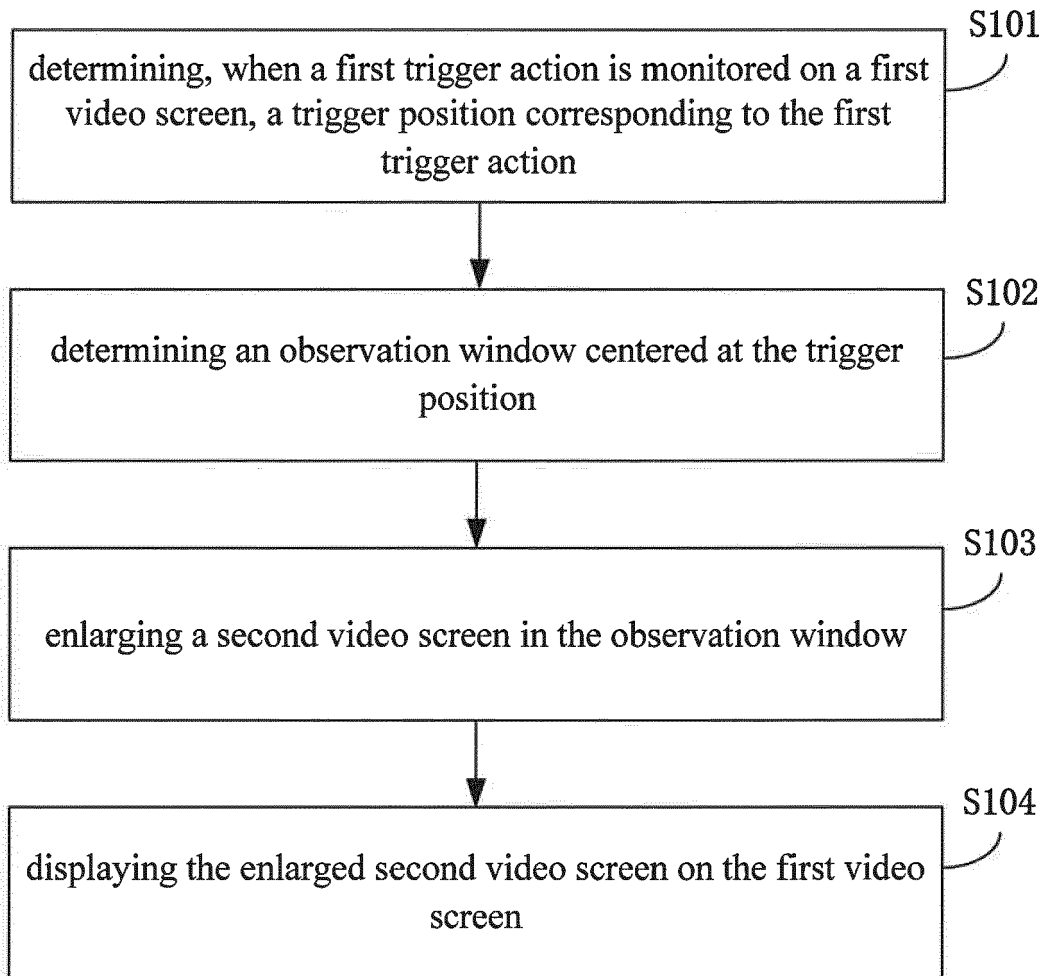 S101
determining, when a first trigger action is monitored on a first
video screen, a trigger position corresponding to the first
trigger action
S102
determining an observation window centered at the trigger
position
S103
enlarging a second video screen in the observation window
S104
displaying the enlarged second video screen on the first video
screen